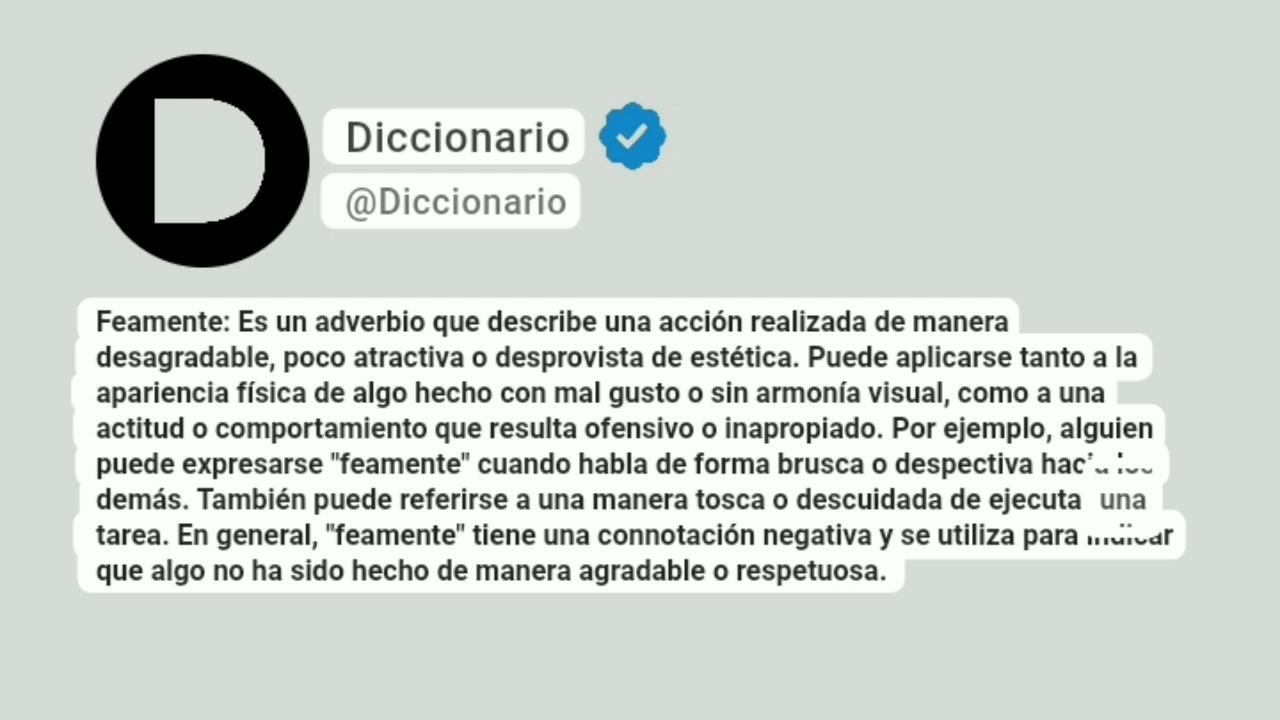 D
Diccionario
@Diccionario
Feamente: Es un adverbio que describe una acción realizada de manera
desagradable, poco atractiva o desprovista de estética. Puede aplicarse tanto a la
apariencia física de algo hecho con mal gusto o sin armonía visual, como a una
actitud o comportamiento que resulta ofensivo o inapropiado. Por ejemplo, alguien
puede expresarse "feamente" cuando habla de forma brusca o despectiva
demás. También puede referirse a una manera tosca o descuidada de ejecuta una
tarea. En general, "feamente" tiene una connotación negativa y se utiliza para
que algo no ha sido hecho de manera agradable o respetuosa.